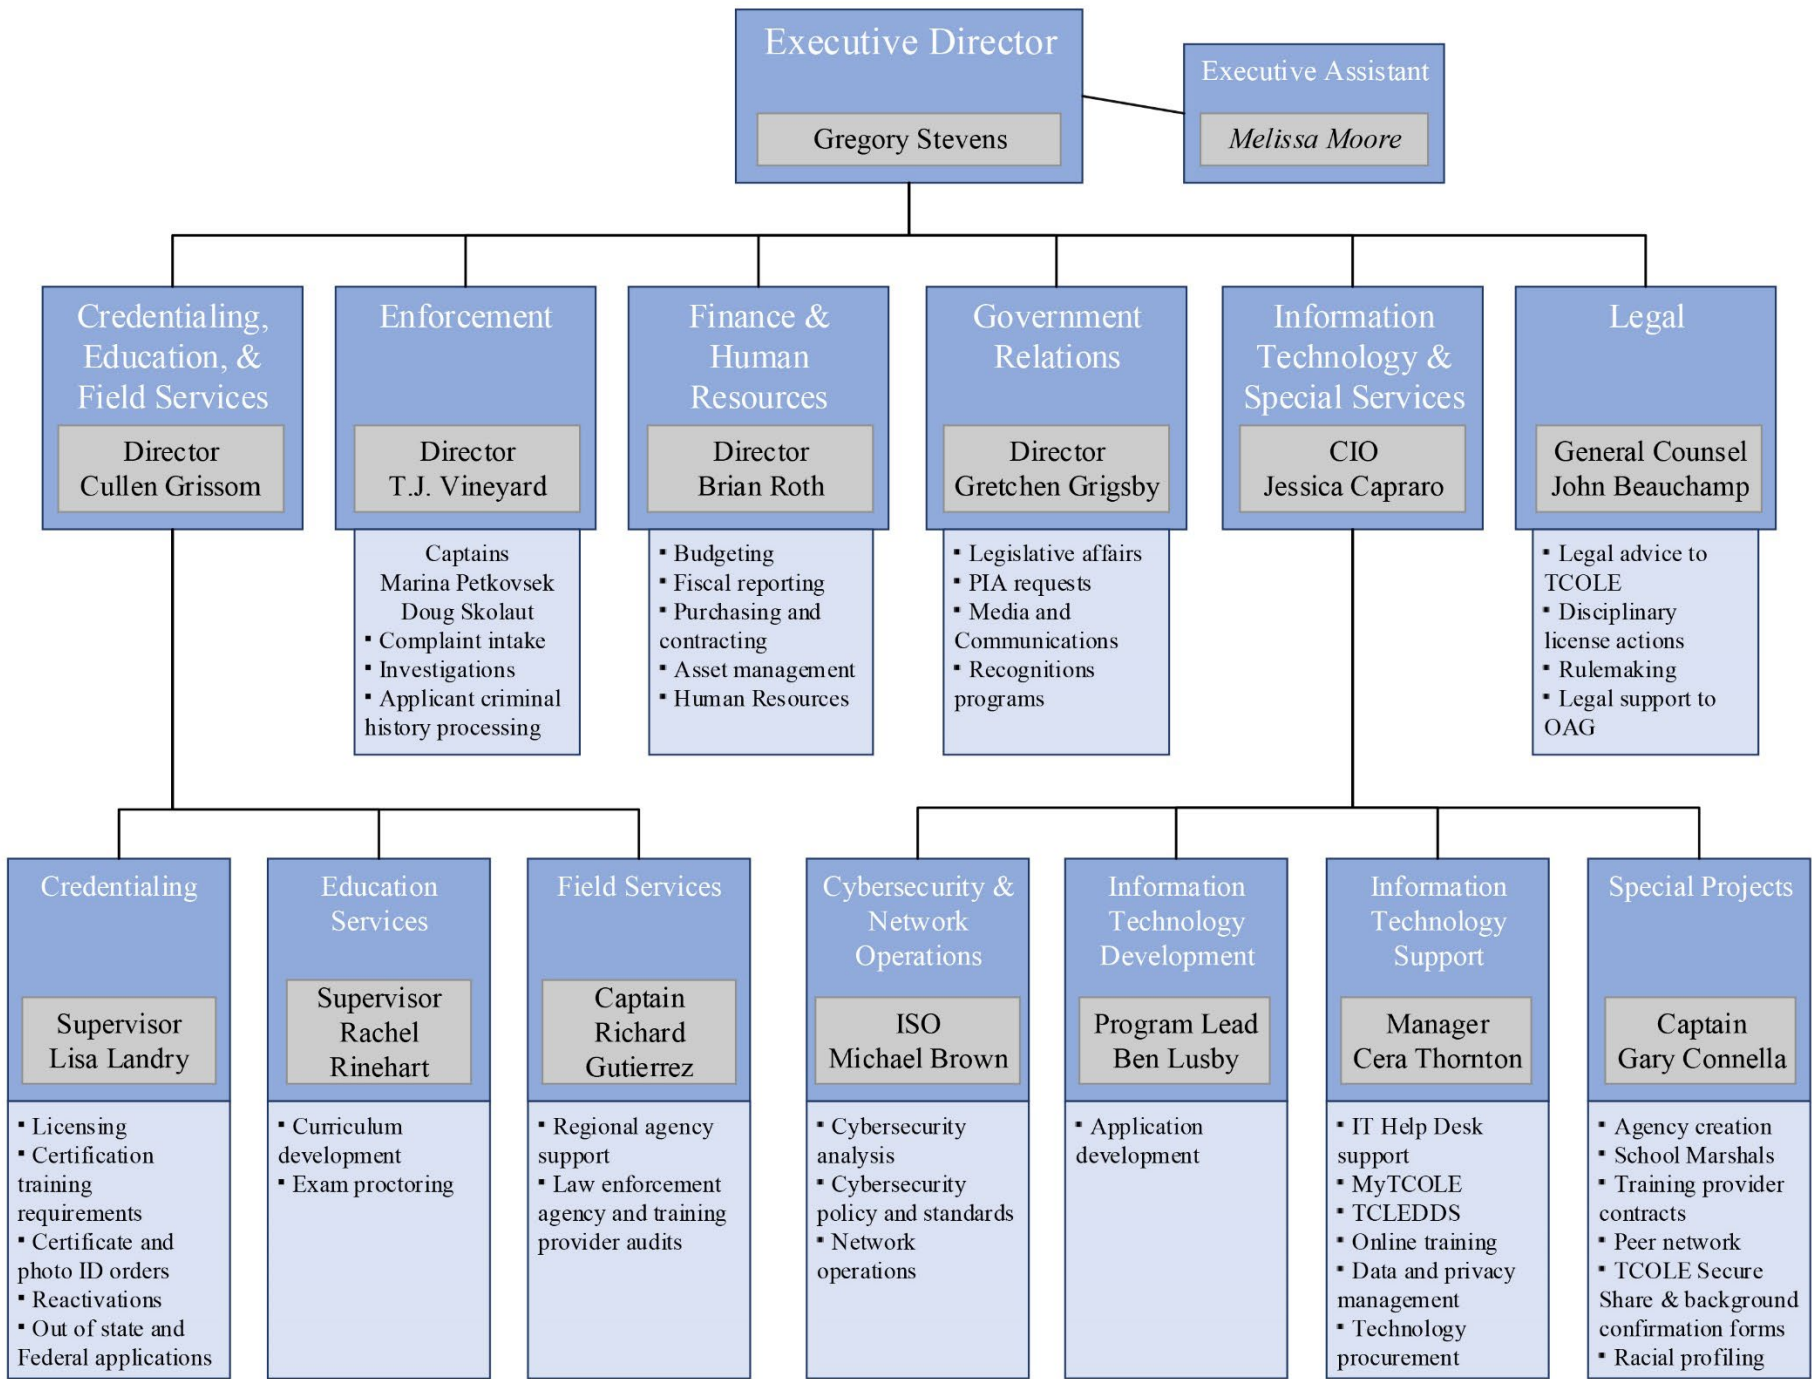 Executive Director
Gregory Stevens
Executive Assistant
Melissa Moore
Credentialing,
Education, &
Field Services
Director
Cullen Grissom
Enforcement
Director
T.J. Vineyard
Captains
Marina Petkovsek
Doug Skolaut
▪ Complaint intake
▪ Investigations
▪ Applicant criminal
history processing
Finance &
Human
Resources
Director
Brian Roth
▪ Budgeting
▪ Fiscal reporting
▪ Purchasing and
contracting
▪ Asset management
▪ Human Resources
Government
Relations
Director
Gretchen Grigsby
▪ Legislative affairs
▪ PIA requests
▪ Media and
Communications
▪ Recognitions
programs
Information
Technology &
Special Services
CIO
Jessica Capraro
Legal
General Counsel
John Beauchamp
▪ Legal advice to
TCOLE
▪ Disciplinary
license actions
▪ Rulemaking
▪ Legal support to
OAG
Credentialing
Supervisor
Lisa Landry
▪ Licensing
▪ Certification
training
requirements
▪ Certificate and
photo ID orders
▪ Reactivations
▪ Out of state and
Federal applications
Education
Services
Supervisor
Rachel
Rinehart
▪ Curriculum
development
▪ Exam proctoring
Field Services
Captain
Richard
Gutierrez
▪ Regional agency
support
▪ Law enforcement
agency and training
provider audits
Cybersecurity &
Network
Operations
ISO
Michael Brown
▪ Cybersecurity
analysis
▪ Cybersecurity
policy and standards
▪ Network
operations
Information
Technology
Development
Program Lead
Ben Lusby
▪ Application
development
Information
Technology
Support
Manager
Cera Thornton
▪ IT Help Desk
support
▪ MyTCOLE
▪ TCLEDDS
▪ Online training
▪ Data and privacy
management
▪ Technology
procurement
Special Projects
Captain
Gary Connella
▪ Agency creation
▪ School Marshals
▪ Training provider
contracts
▪ Peer network
▪ TCOLE Secure
Share & background
confirmation forms
▪ Racial profiling